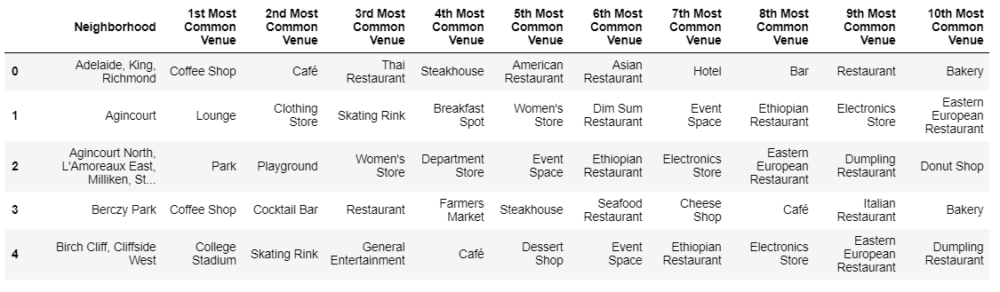 Neighborhood 1st Most Common Venue 2nd Most Common Venue 3rd Most Common Venue 4th Most Common Venue 5th Most Common Venue 6th Most Common Venue 7th Most Common Venue 8th Most Common Venue 9th Most Common Venue 10th Most Common Venue
0 Adelaide, King, Richmond Coffee Shop Café Thai Restaurant Steakhouse American Restaurant Asian Restaurant Hotel Bar Restaurant Bakery
1 Agincourt Lounge Clothing Store Skating Rink Breakfast Spot Women's Store Dim Sum Restaurant Event Space Ethiopian Restaurant Electronics Store Eastern European Restaurant
2 Agincourt North, L'Amoreaux East, Milliken, St... Park Playground Women's Store Department Store Event Space Ethiopian Restaurant Electronics Store Eastern European Restaurant Dumpling Restaurant Donut Shop
3 Berczy Park Coffee Shop Cocktail Bar Restaurant Farmers Market Steakhouse Seafood Restaurant Cheese Shop Café Italian Restaurant Bakery
4 Birch Cliff, Cliffside West College Stadium Skating Rink General Entertainment Café Dessert Shop Event Space Ethiopian Restaurant Electronics Store Eastern European Restaurant Dumpling Restaurant